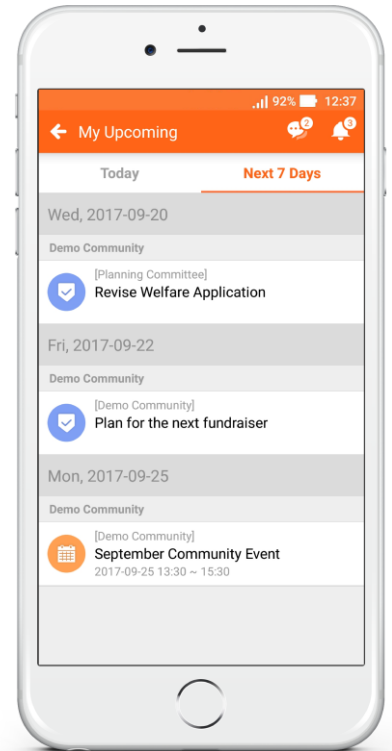 92% 12:37
My Upcoming 2 3
Today Next 7 Days
Wed, 2017-09-20
Demo Community
[Planning Committee]
Revise Welfare Application
Fri, 2017-09-22
Demo Community
[Demo Community]
Plan for the next fundraiser
Mon, 2017-09-25
Demo Community
[Demo Community]
September Community Event
2017-09-25 13:30 ~ 15:30